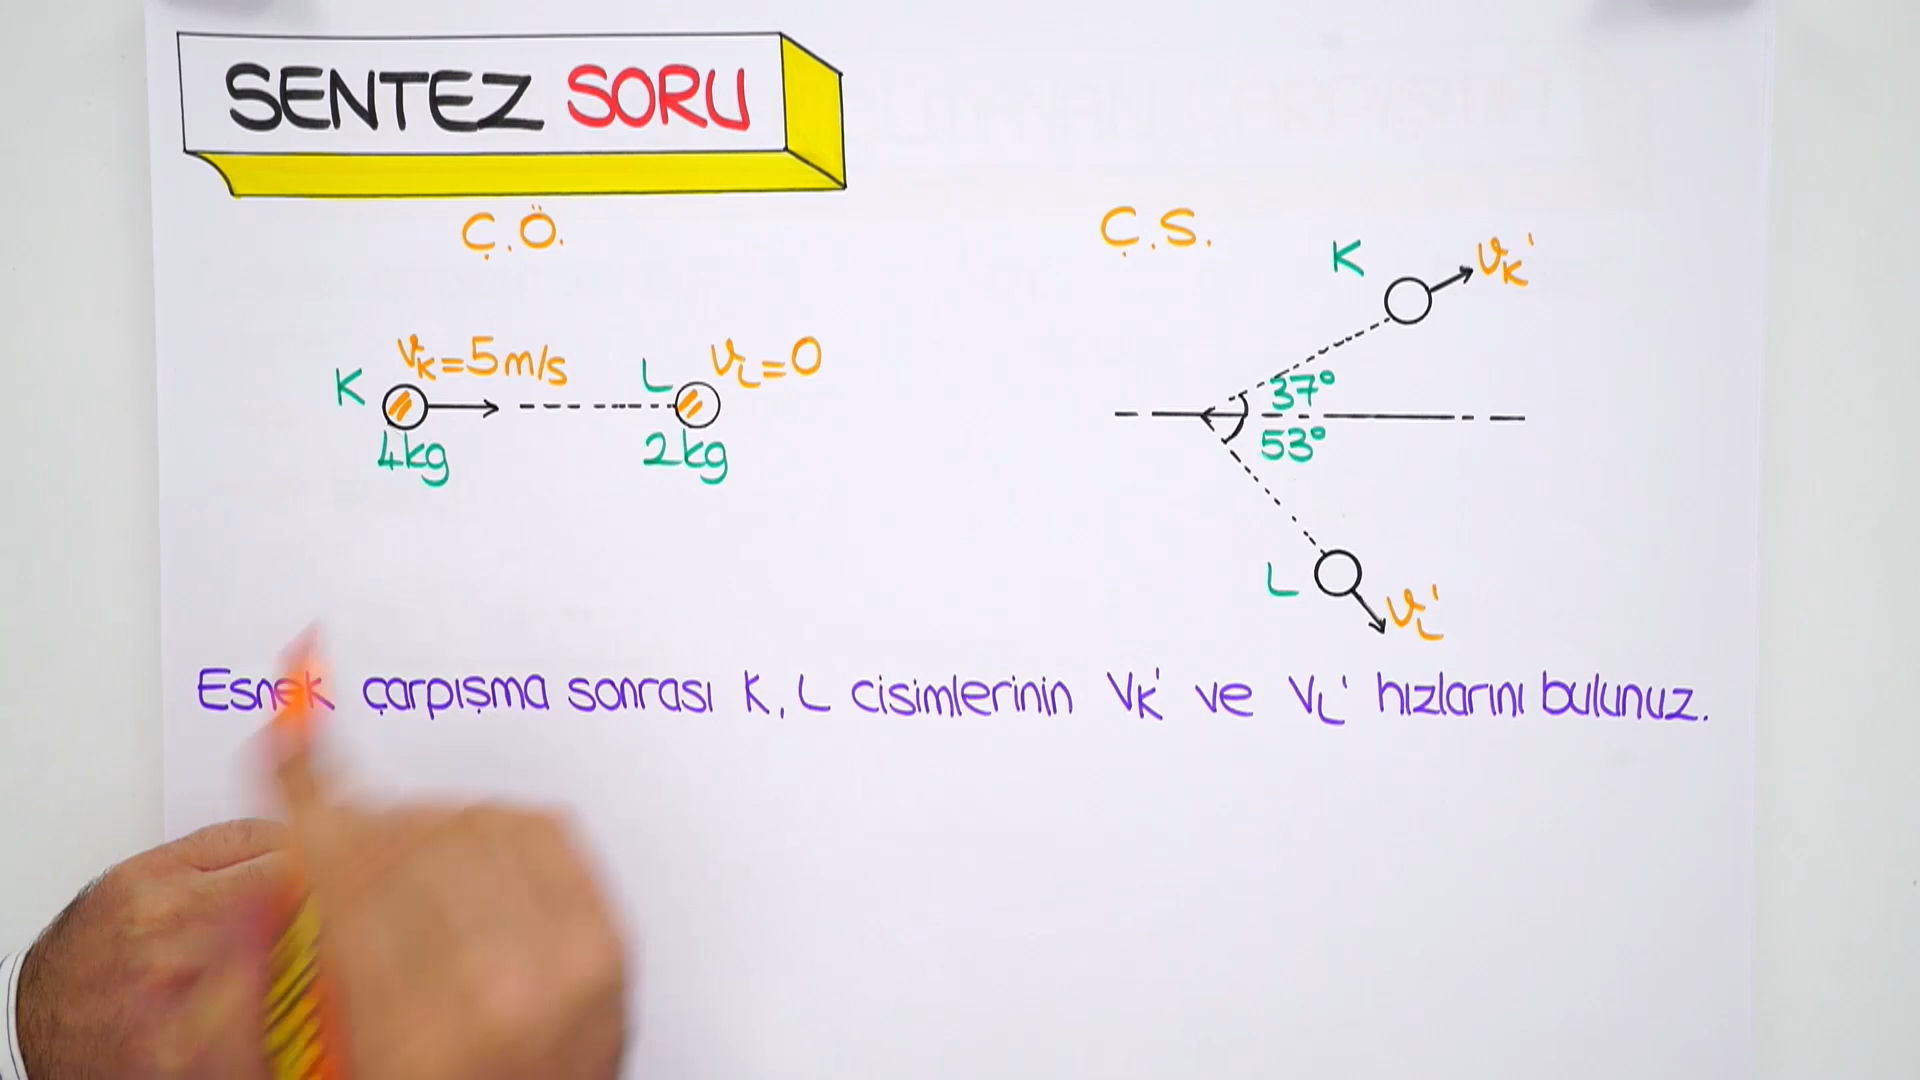 SENTEZ SORU
Ç.Ö.
Ç.S.
K
vK'
vK=5m/s
K
L
vL=0
4kg
2kg
37°
53°
L
vL'
Esnek çarpışma sonrası K, L cisimlerinin VK' ve VL' hızlarını bulunuz.